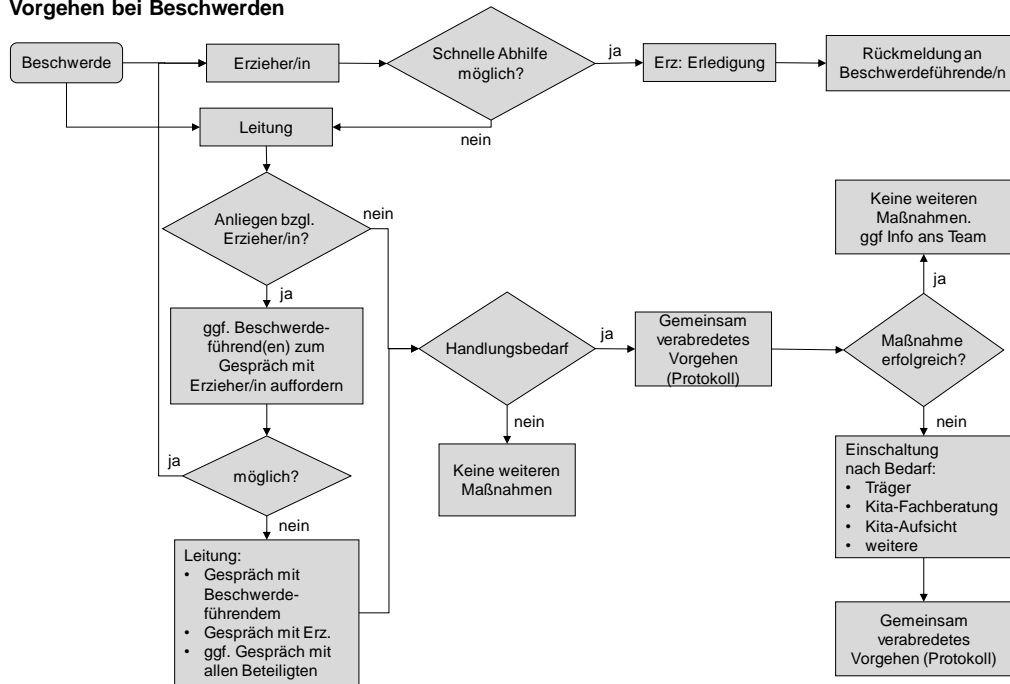 Vorgehen bei Beschwerden
Beschwerde
Erzieher/in
Schnelle Abhilfe
möglich?
ja
Erz: Erledigung
Rückmeldung an
Beschwerdeführende/n
Leitung
nein
Anliegen bzgl.
Erzieher/in?
nein
ja
Keine weiteren
Maßnahmen.
ggf Info ans Team
ja
ggf. Beschwerde-
führend(en) zum
Gespräch mit
Erzieher/in auffordern
Handlungsbedarf
ja
Gemeinsam
verabredetes
Vorgehen
(Protokoll)
Maßnahme
erfolgreich?
nein
nein
Keine weiteren
Maßnahmen
ja
möglich?
nein
Einschaltung
nach Bedarf:
• Träger
• Kita-Fachberatung
• Kita-Aufsicht
• weitere
Leitung:
• Gespräch mit
Beschwerde-
führendem
• Gespräch mit Erz.
• ggf. Gespräch mit
allen Beteiligten
Gemeinsam
verabredetes
Vorgehen (Protokoll)